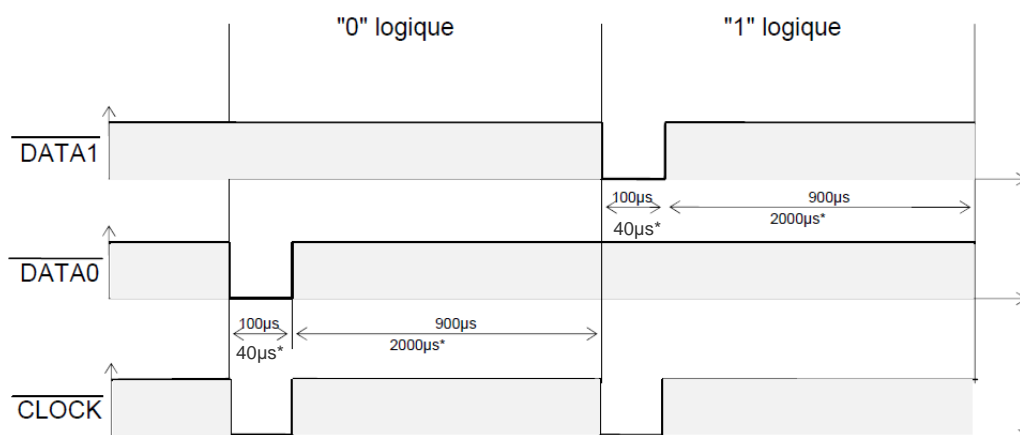 "0" logique
"1" logique
DATA1
100µs
900µs
40µs*
2000µs*
DATA0
100µs
900µs
40µs*
2000µs*
CLOCK